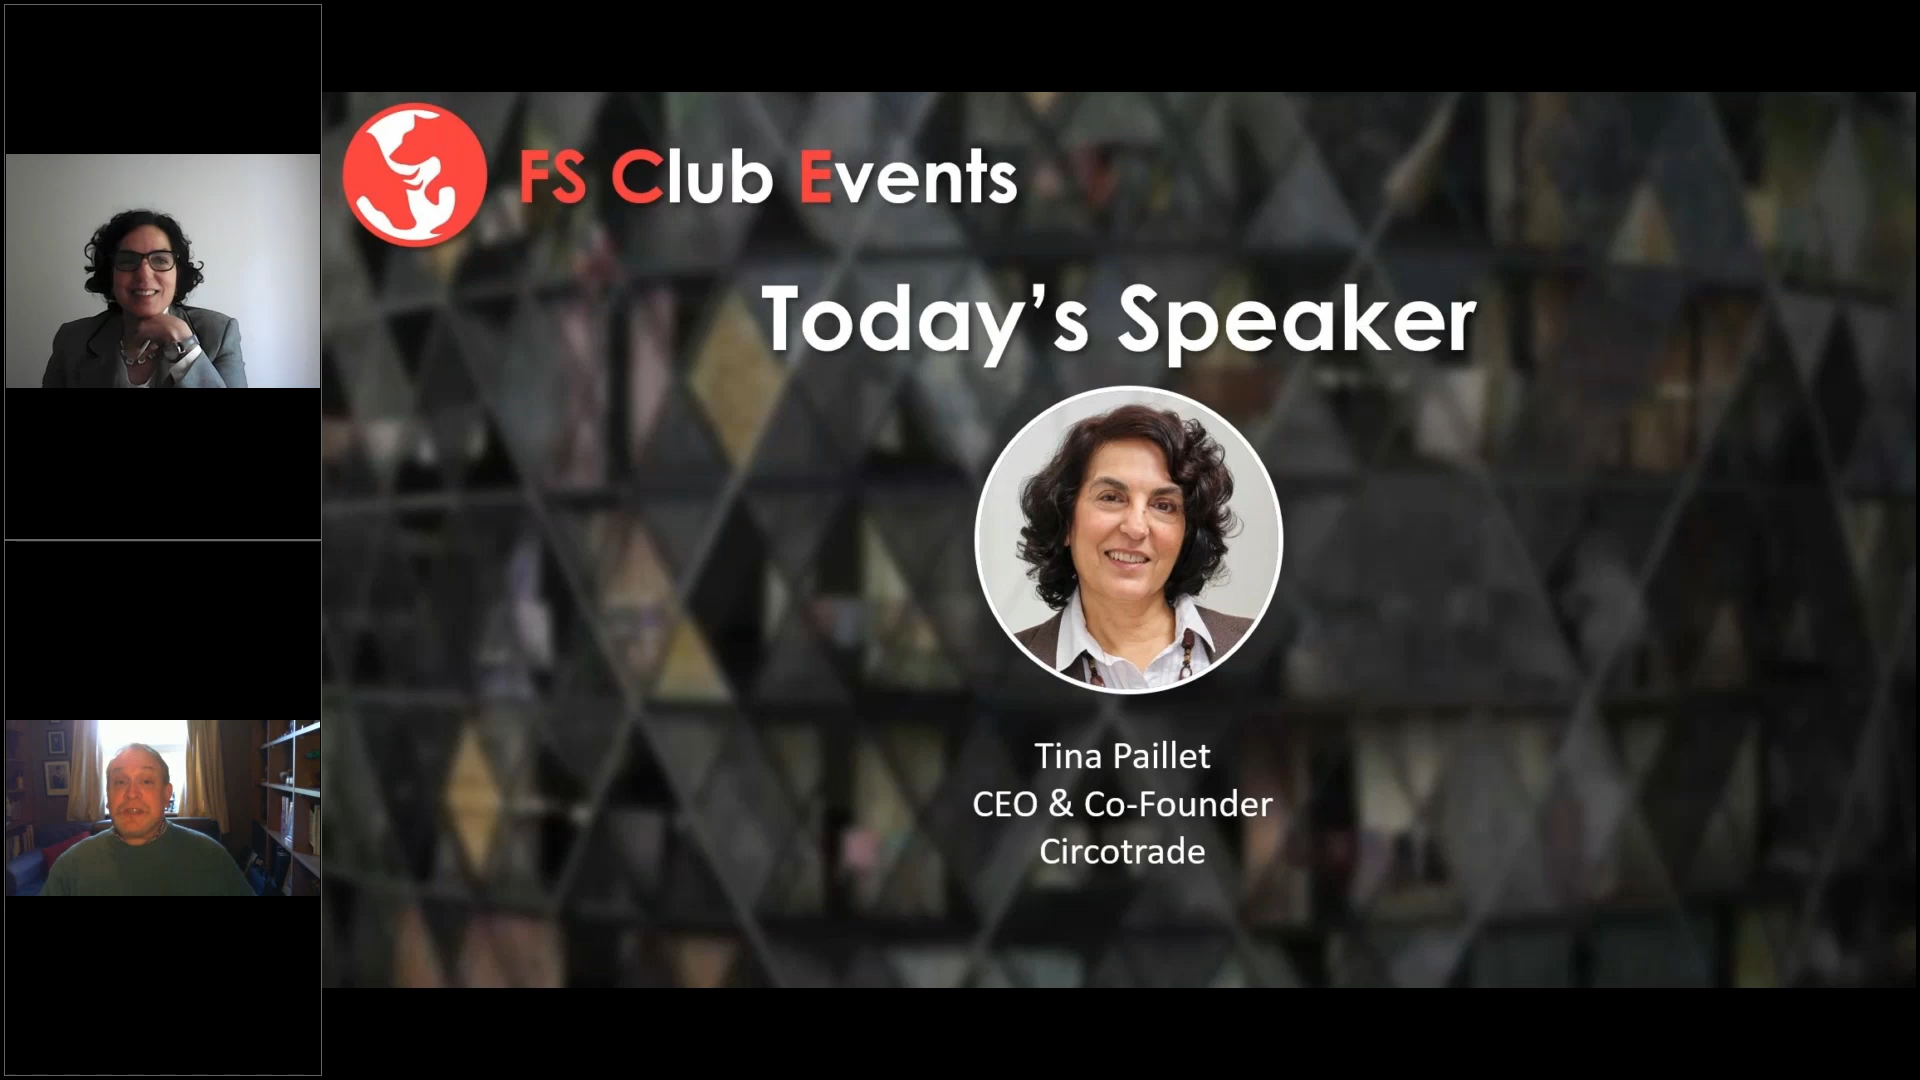 FS Club Events
Today’s Speaker
Tina Paillet
CEO & Co-Founder
Circotrade